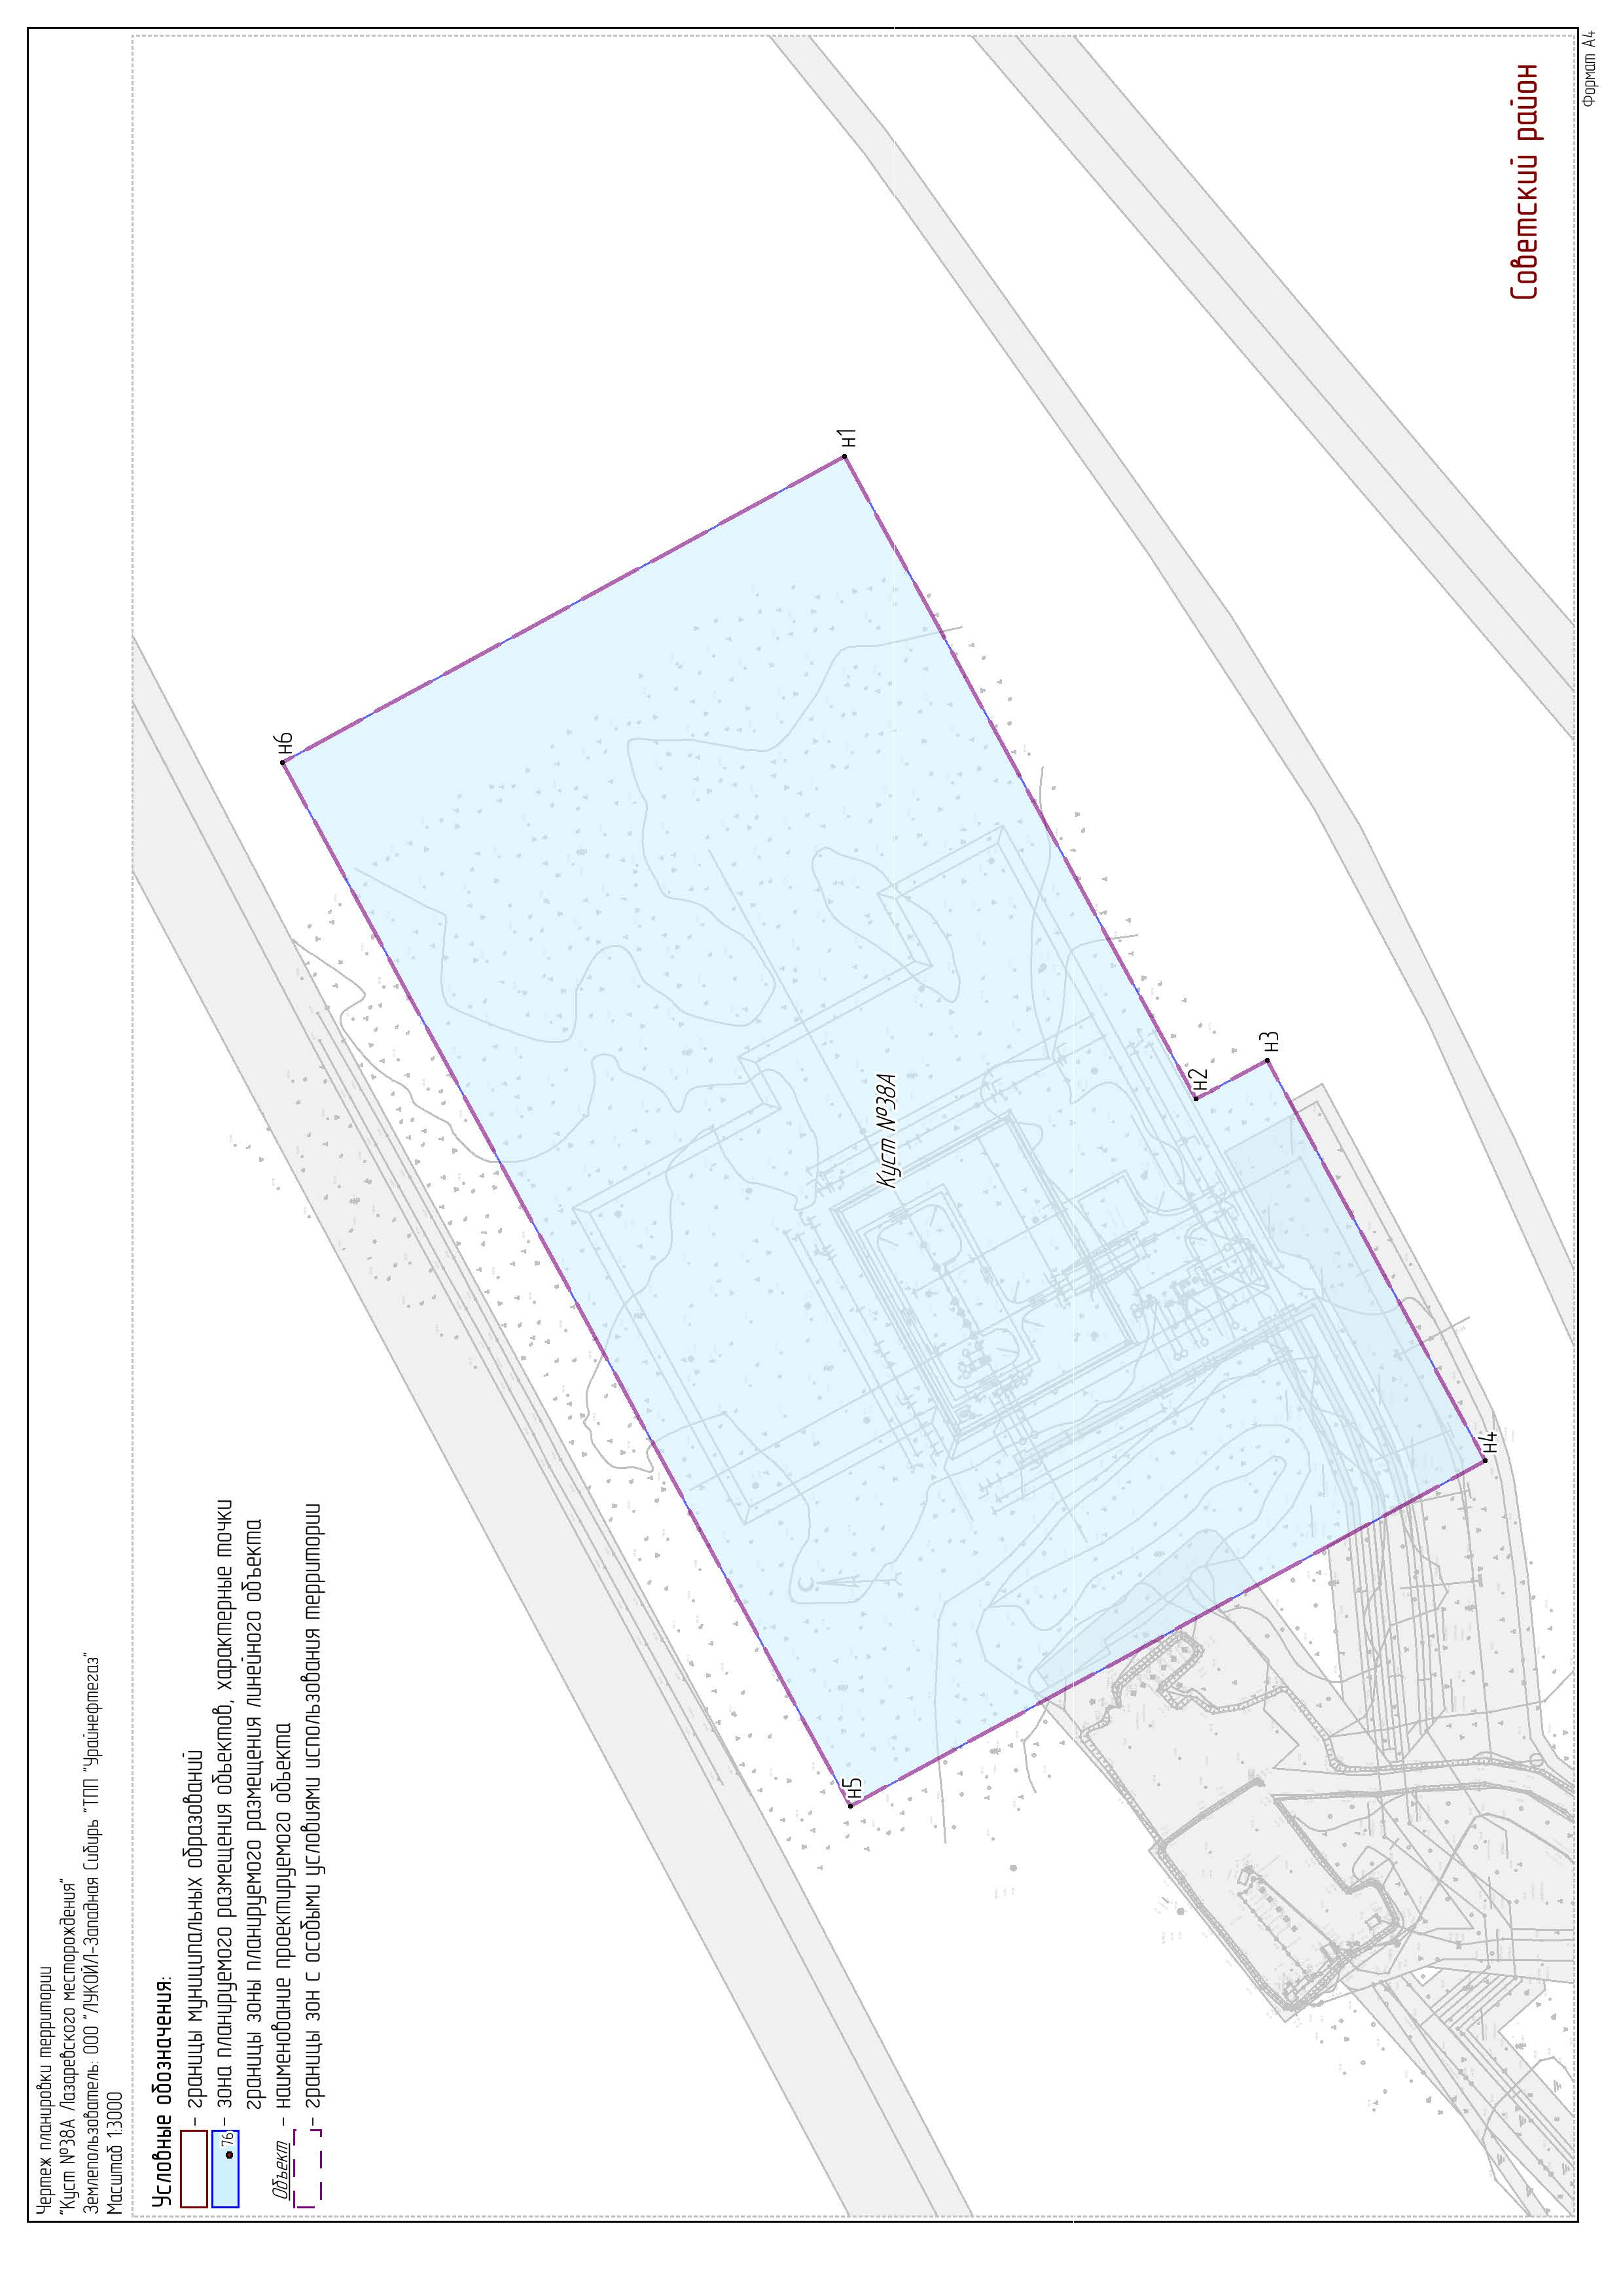 Чертеж планировки территории
"Куст №38А Лазаревского месторождения"
Землепользователь: ООО "ЛУКОЙЛ-Западная Сибирь "ТПП "Урайнефтегаз"
Масштаб 1:3000
Условные обозначения:
– границы муниципальных образований
76 – зона планируемого размещения объектов, характерные точки
границы зоны планируемого размещения линейного объекта
Объект – наименование проектируемого объекта
– границы зон с особыми условиями использования территории
н6
н1
Куст №38А
н2
н3
н4
н5
Советский район
Формат А4